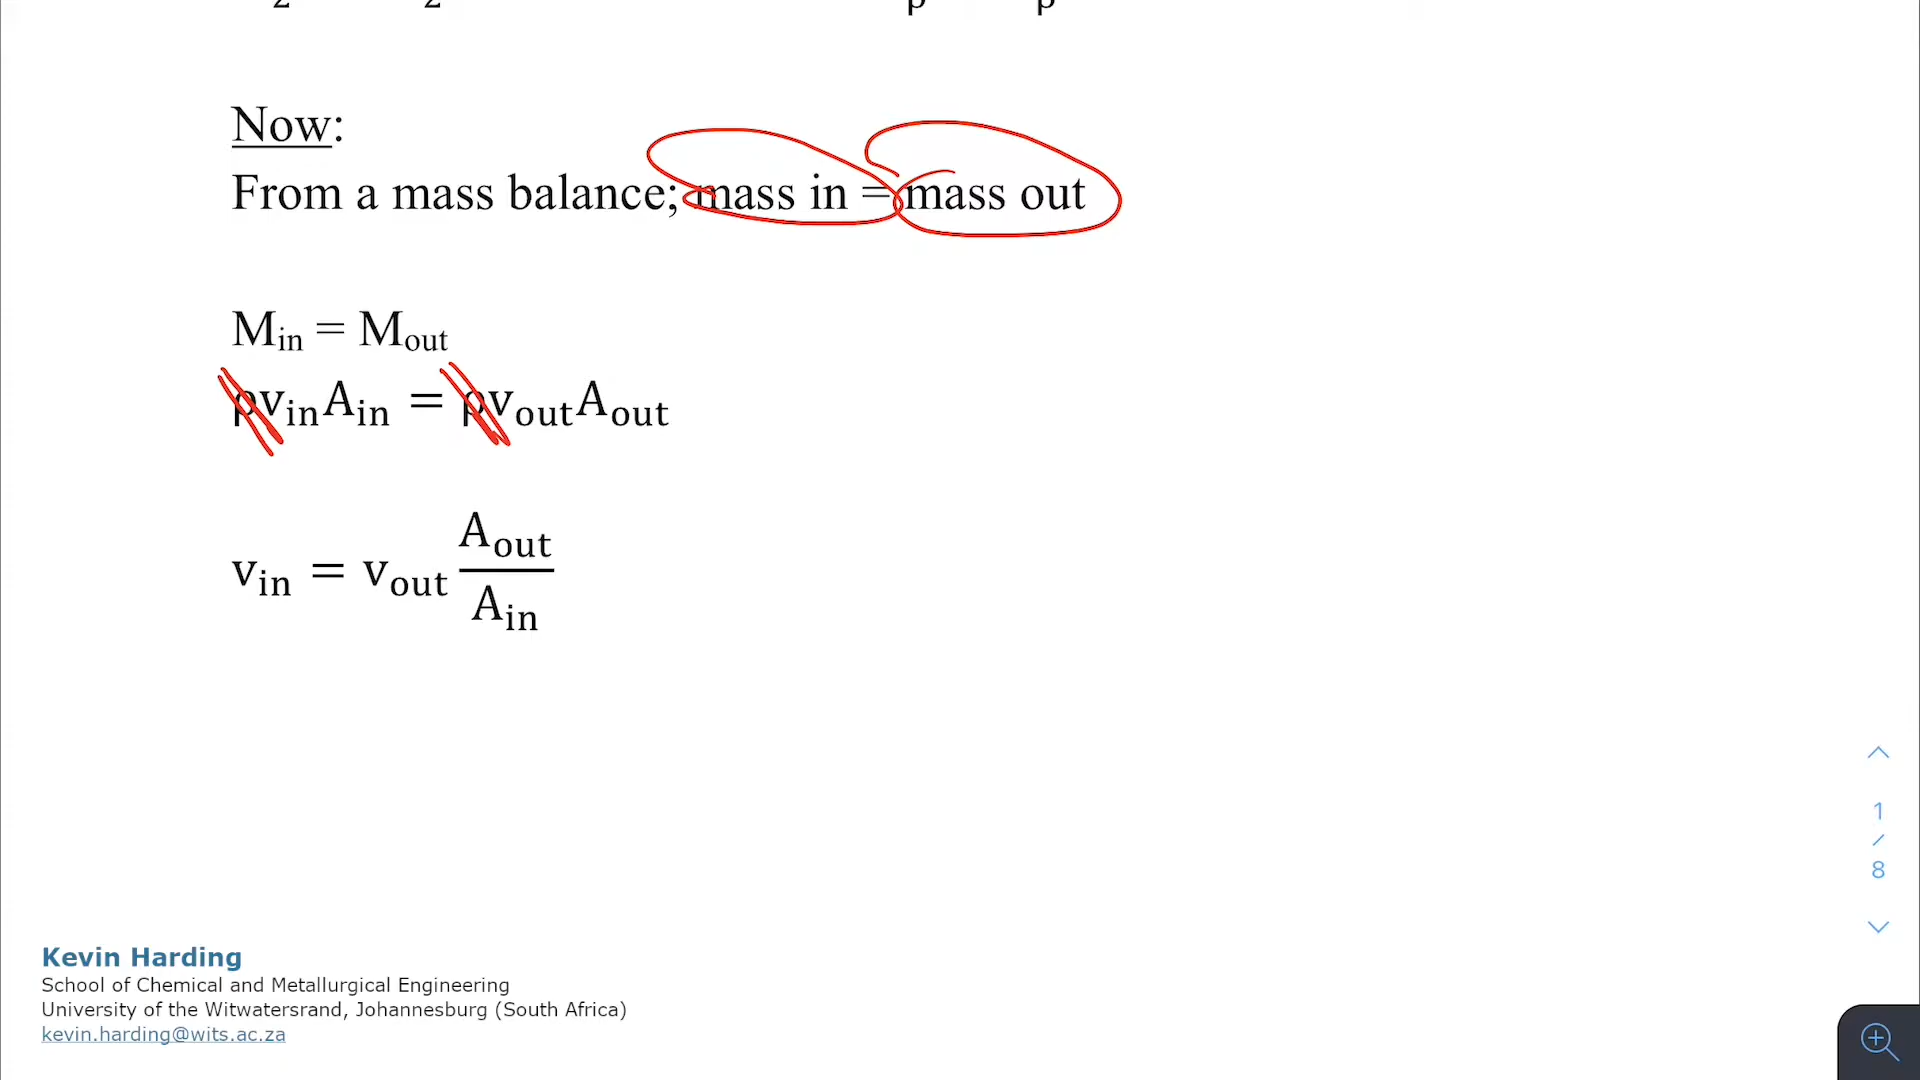 Now:
From a mass balance; mass in = mass out
Min = Mout
ρvinAin = ρvoutAout
vin = vout Aout/Ain
1
/
8
Kevin Harding
School of Chemical and Metallurgical Engineering
University of the Witwatersrand, Johannesburg (South Africa)
kevin.harding@wits.ac.za